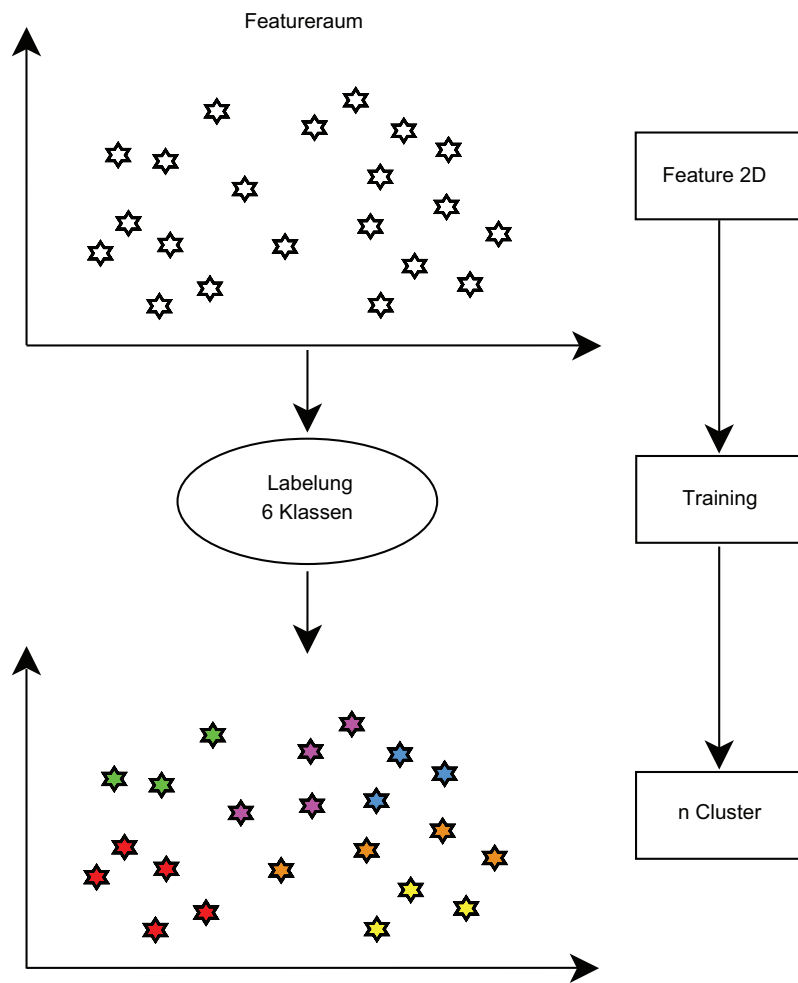 Featureraum
Feature 2D
Labelung
6 Klassen
Training
n Cluster